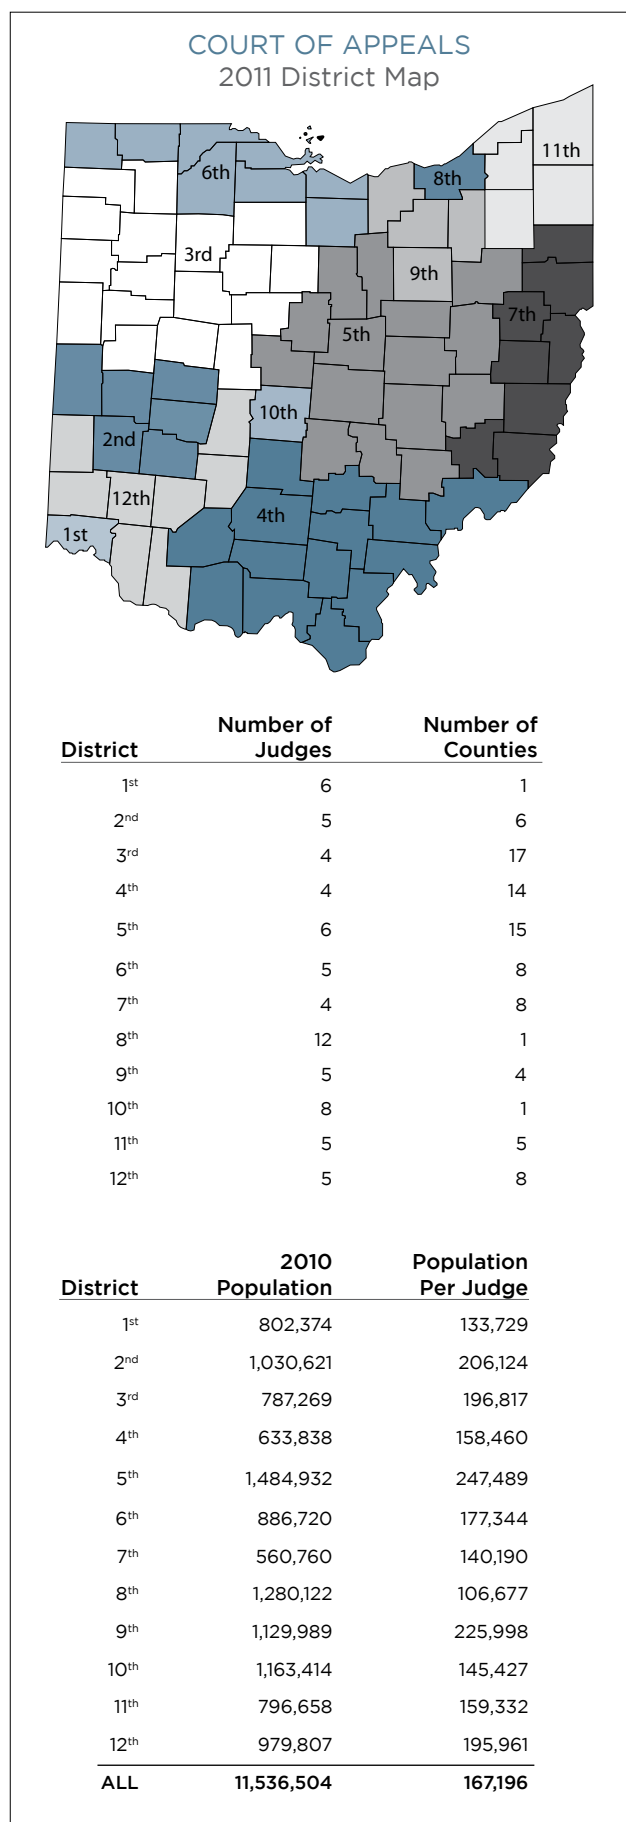 COURT OF APPEALS
2011 District Map
11th
6th
8th
3rd
9th
7th
5th
10th
2nd
12th
4th
1st
District Number of Judges Number of Counties
1st 6 1
2nd 5 6
3rd 4 17
4th 4 14
5th 6 15
6th 5 8
7th 4 8
8th 12 1
9th 5 4
10th 8 1
11th 5 5
12th 5 8
District 2010 Population Population Per Judge
1st 802,374 133,729
2nd 1,030,621 206,124
3rd 787,269 196,817
4th 633,838 158,460
5th 1,484,932 247,489
6th 886,720 177,344
7th 560,760 140,190
8th 1,280,122 106,677
9th 1,129,989 225,998
10th 1,163,414 145,427
11th 796,658 159,332
12th 979,807 195,961
ALL 11,536,504 167,196